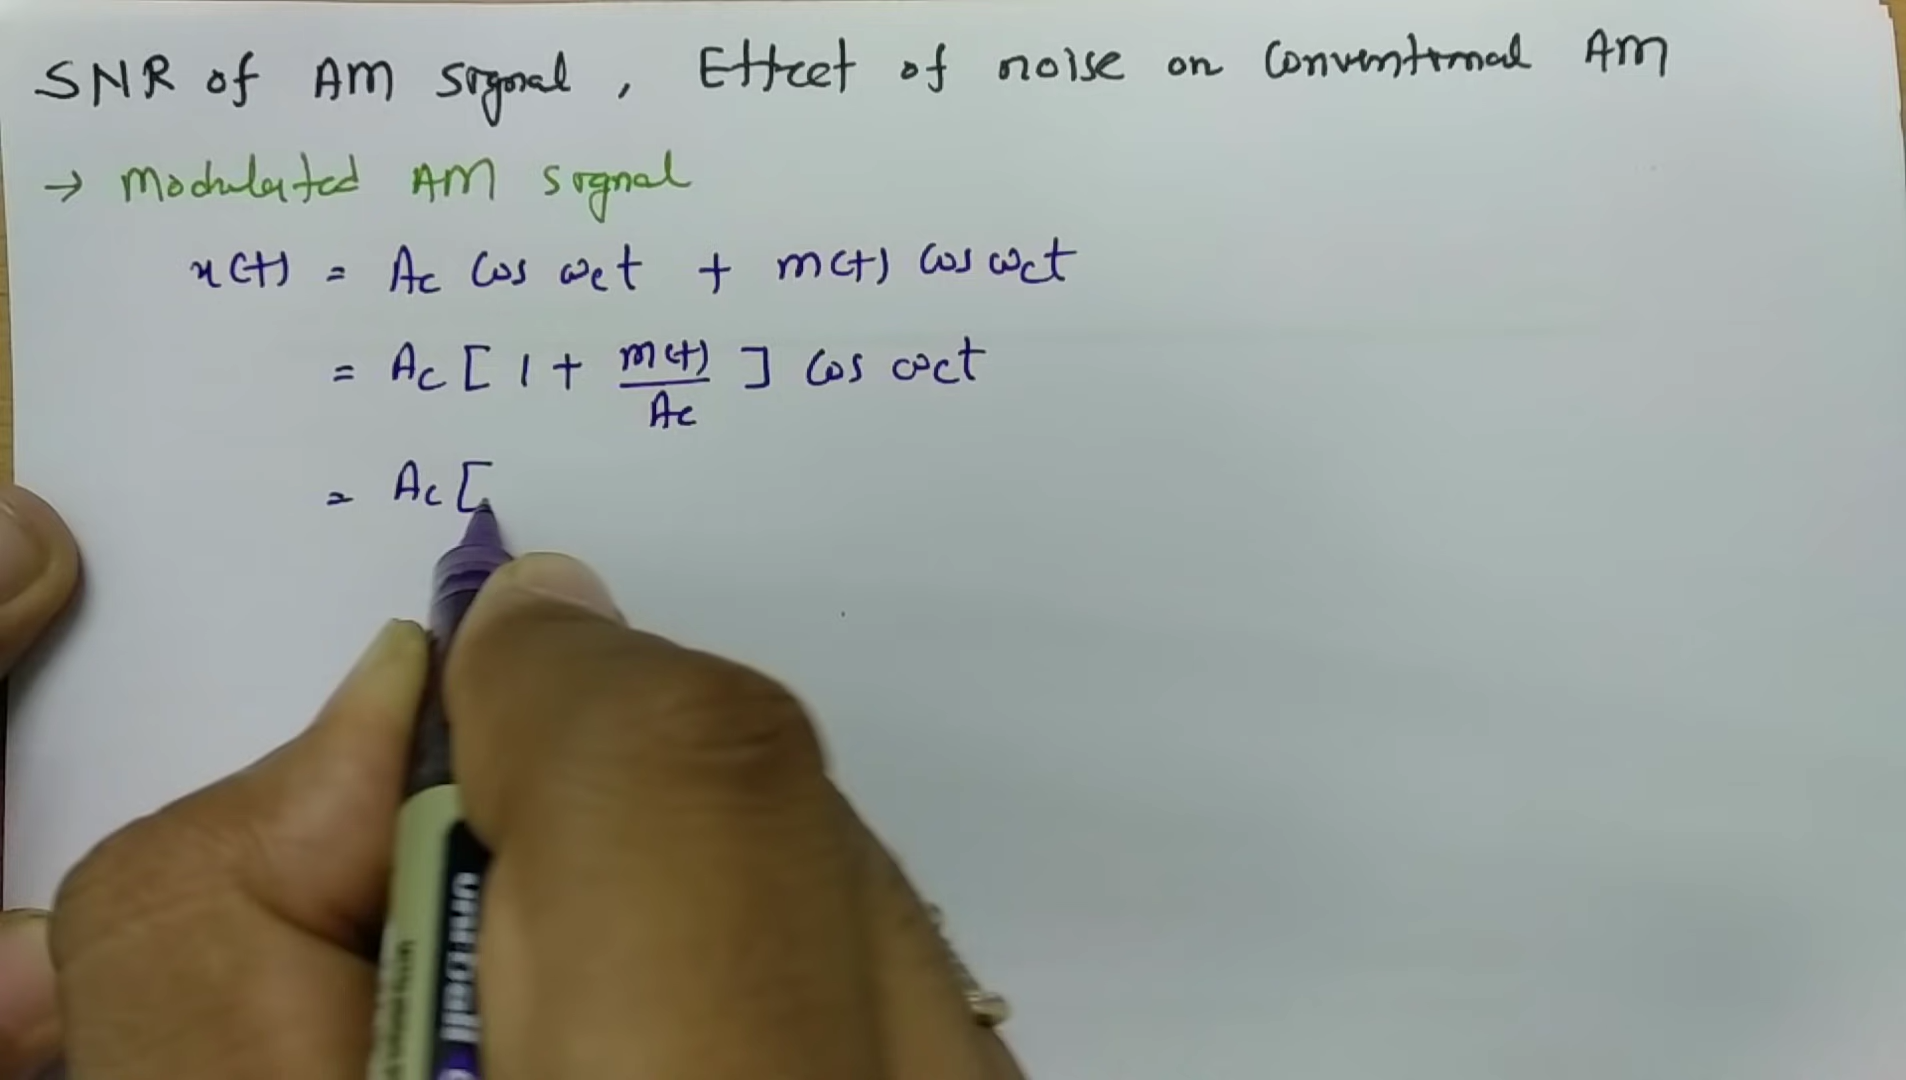 SNR of AM signal, Effect of noise on Conventional AM
→ Modulated AM signal
x(t) = Ac Cos ωct + m(t) Cos ωct
= Ac [ 1 + m(t)/Ac ] Cos ωct
= Ac [
uniball